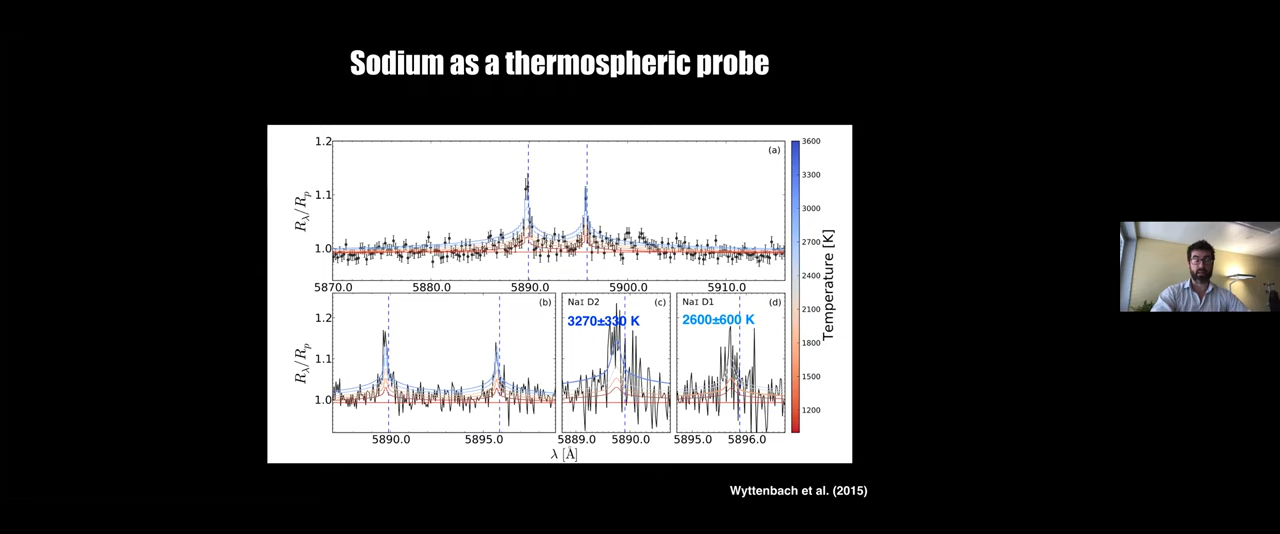 Sodium as a thermospheric probe
1.2
1.1
1.0
R_λ/R_p
(a)
5870.0 5880.0 5890.0 5900.0 5910.0
3600
3300
3000
2700
2400
2100
1800
1500
1200
Temperature [K]
1.2
1.1
1.0
R_λ/R_p
(b)
5890.0 5895.0
NaI D2 (c)
3270±330 K
5889.0 5890.0
NaI D1 (d)
2600±600 K
5895.0 5896.0
λ [Å]
Wyttenbach et al. (2015)